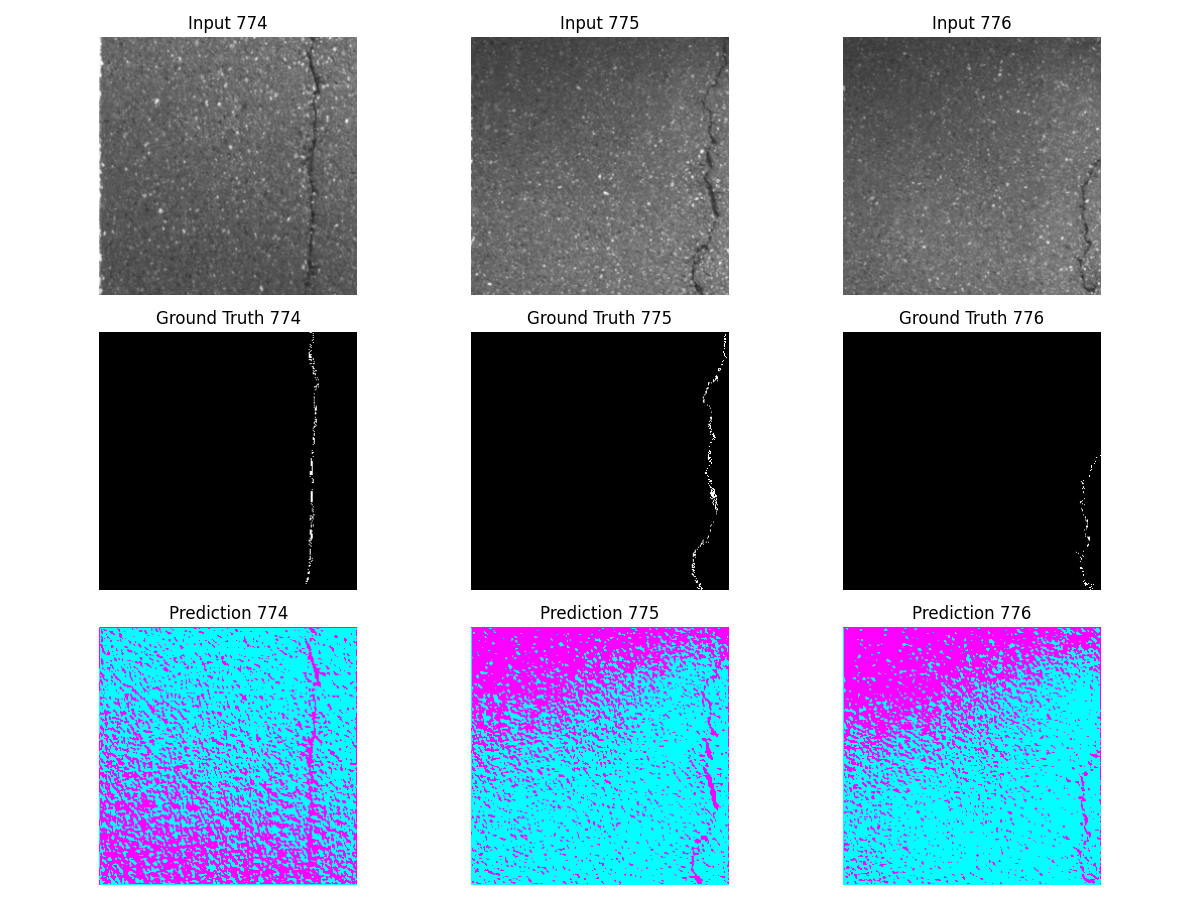 Input 774
Input 775
Input 776
Ground Truth 774
Ground Truth 775
Ground Truth 776
Prediction 774
Prediction 775
Prediction 776